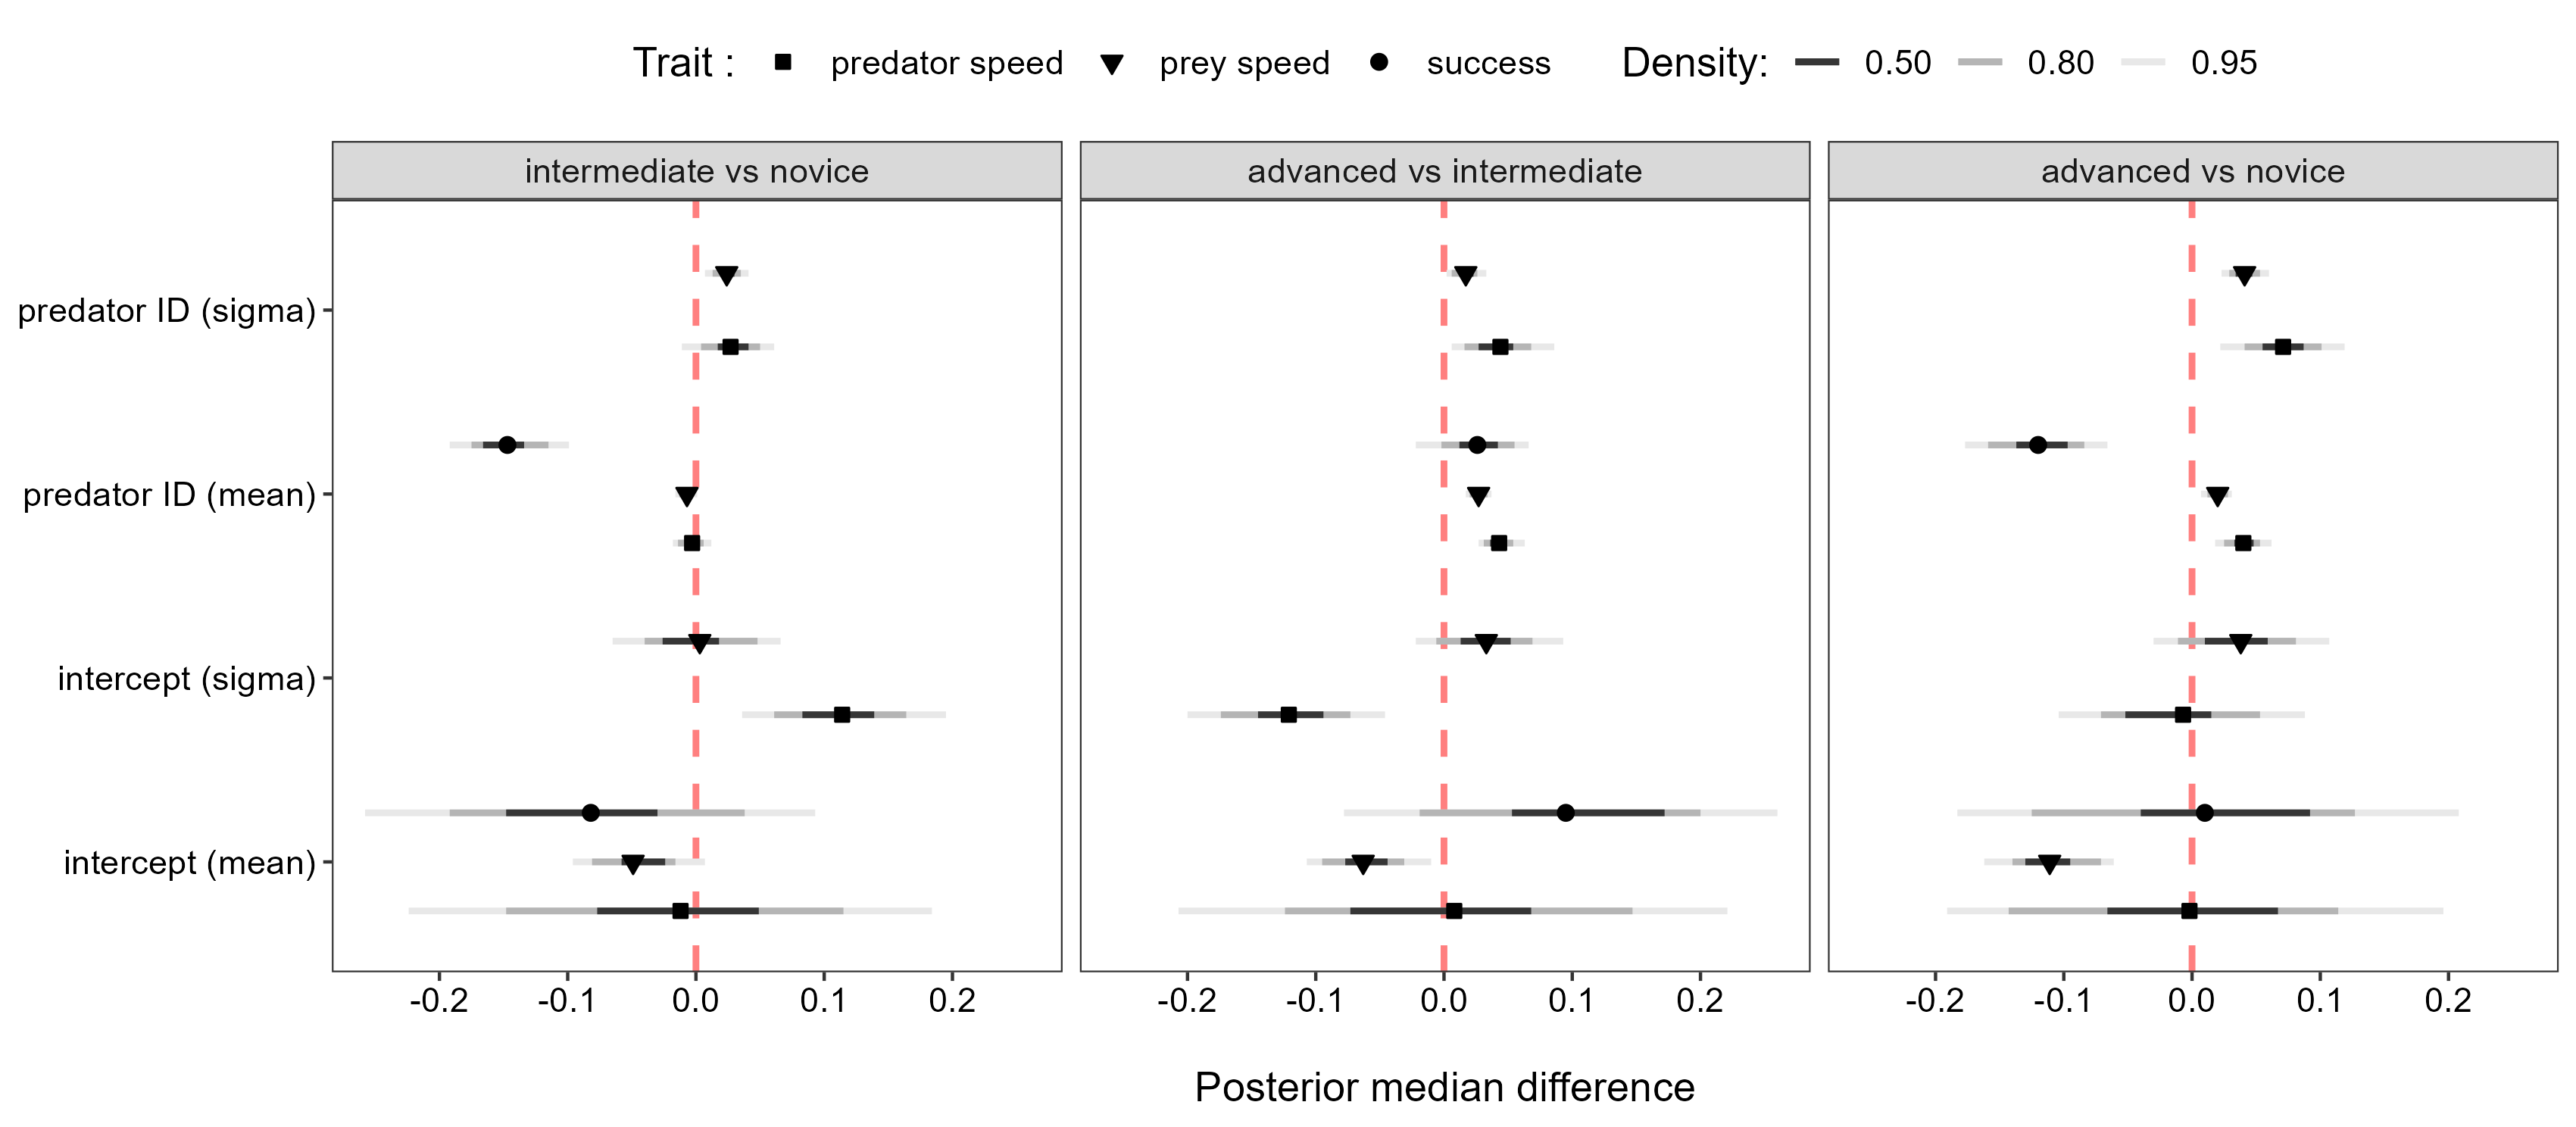 Trait : predator speed prey speed success Density: 0.50 0.80 0.95
intermediate vs novice
advanced vs intermediate
advanced vs novice
predator ID (sigma)
predator ID (mean)
intercept (sigma)
intercept (mean)
-0.2 -0.1 0.0 0.1 0.2
-0.2 -0.1 0.0 0.1 0.2
-0.2 -0.1 0.0 0.1 0.2
Posterior median difference